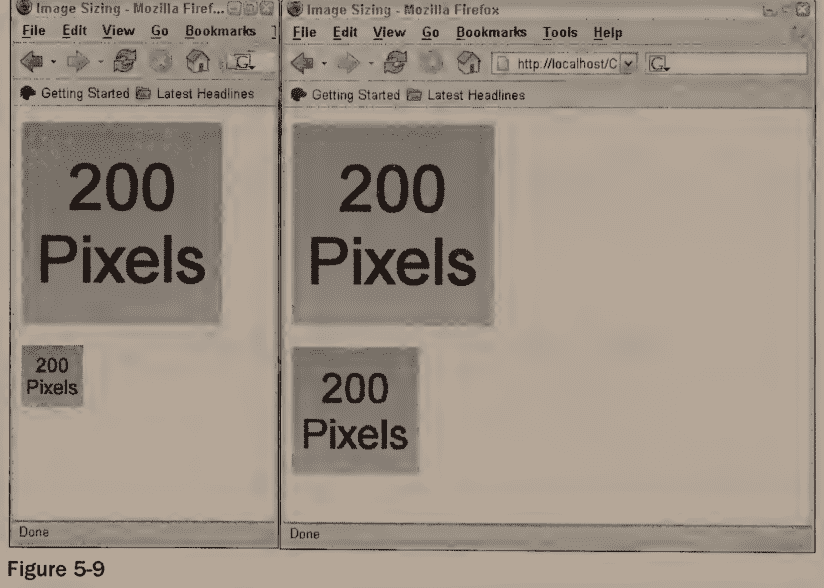 Image Sizing - Mozilla Firef...
File Edit View Go Bookmarks
G
Getting Started Latest Headlines
200
Pixels
200
Pixels
Done
Image Sizing - Mozilla Firefox
File Edit View Go Bookmarks Tools Help
http://localhost/C G
Getting Started Latest Headlines
200
Pixels
200
Pixels
Done
Figure 5-9